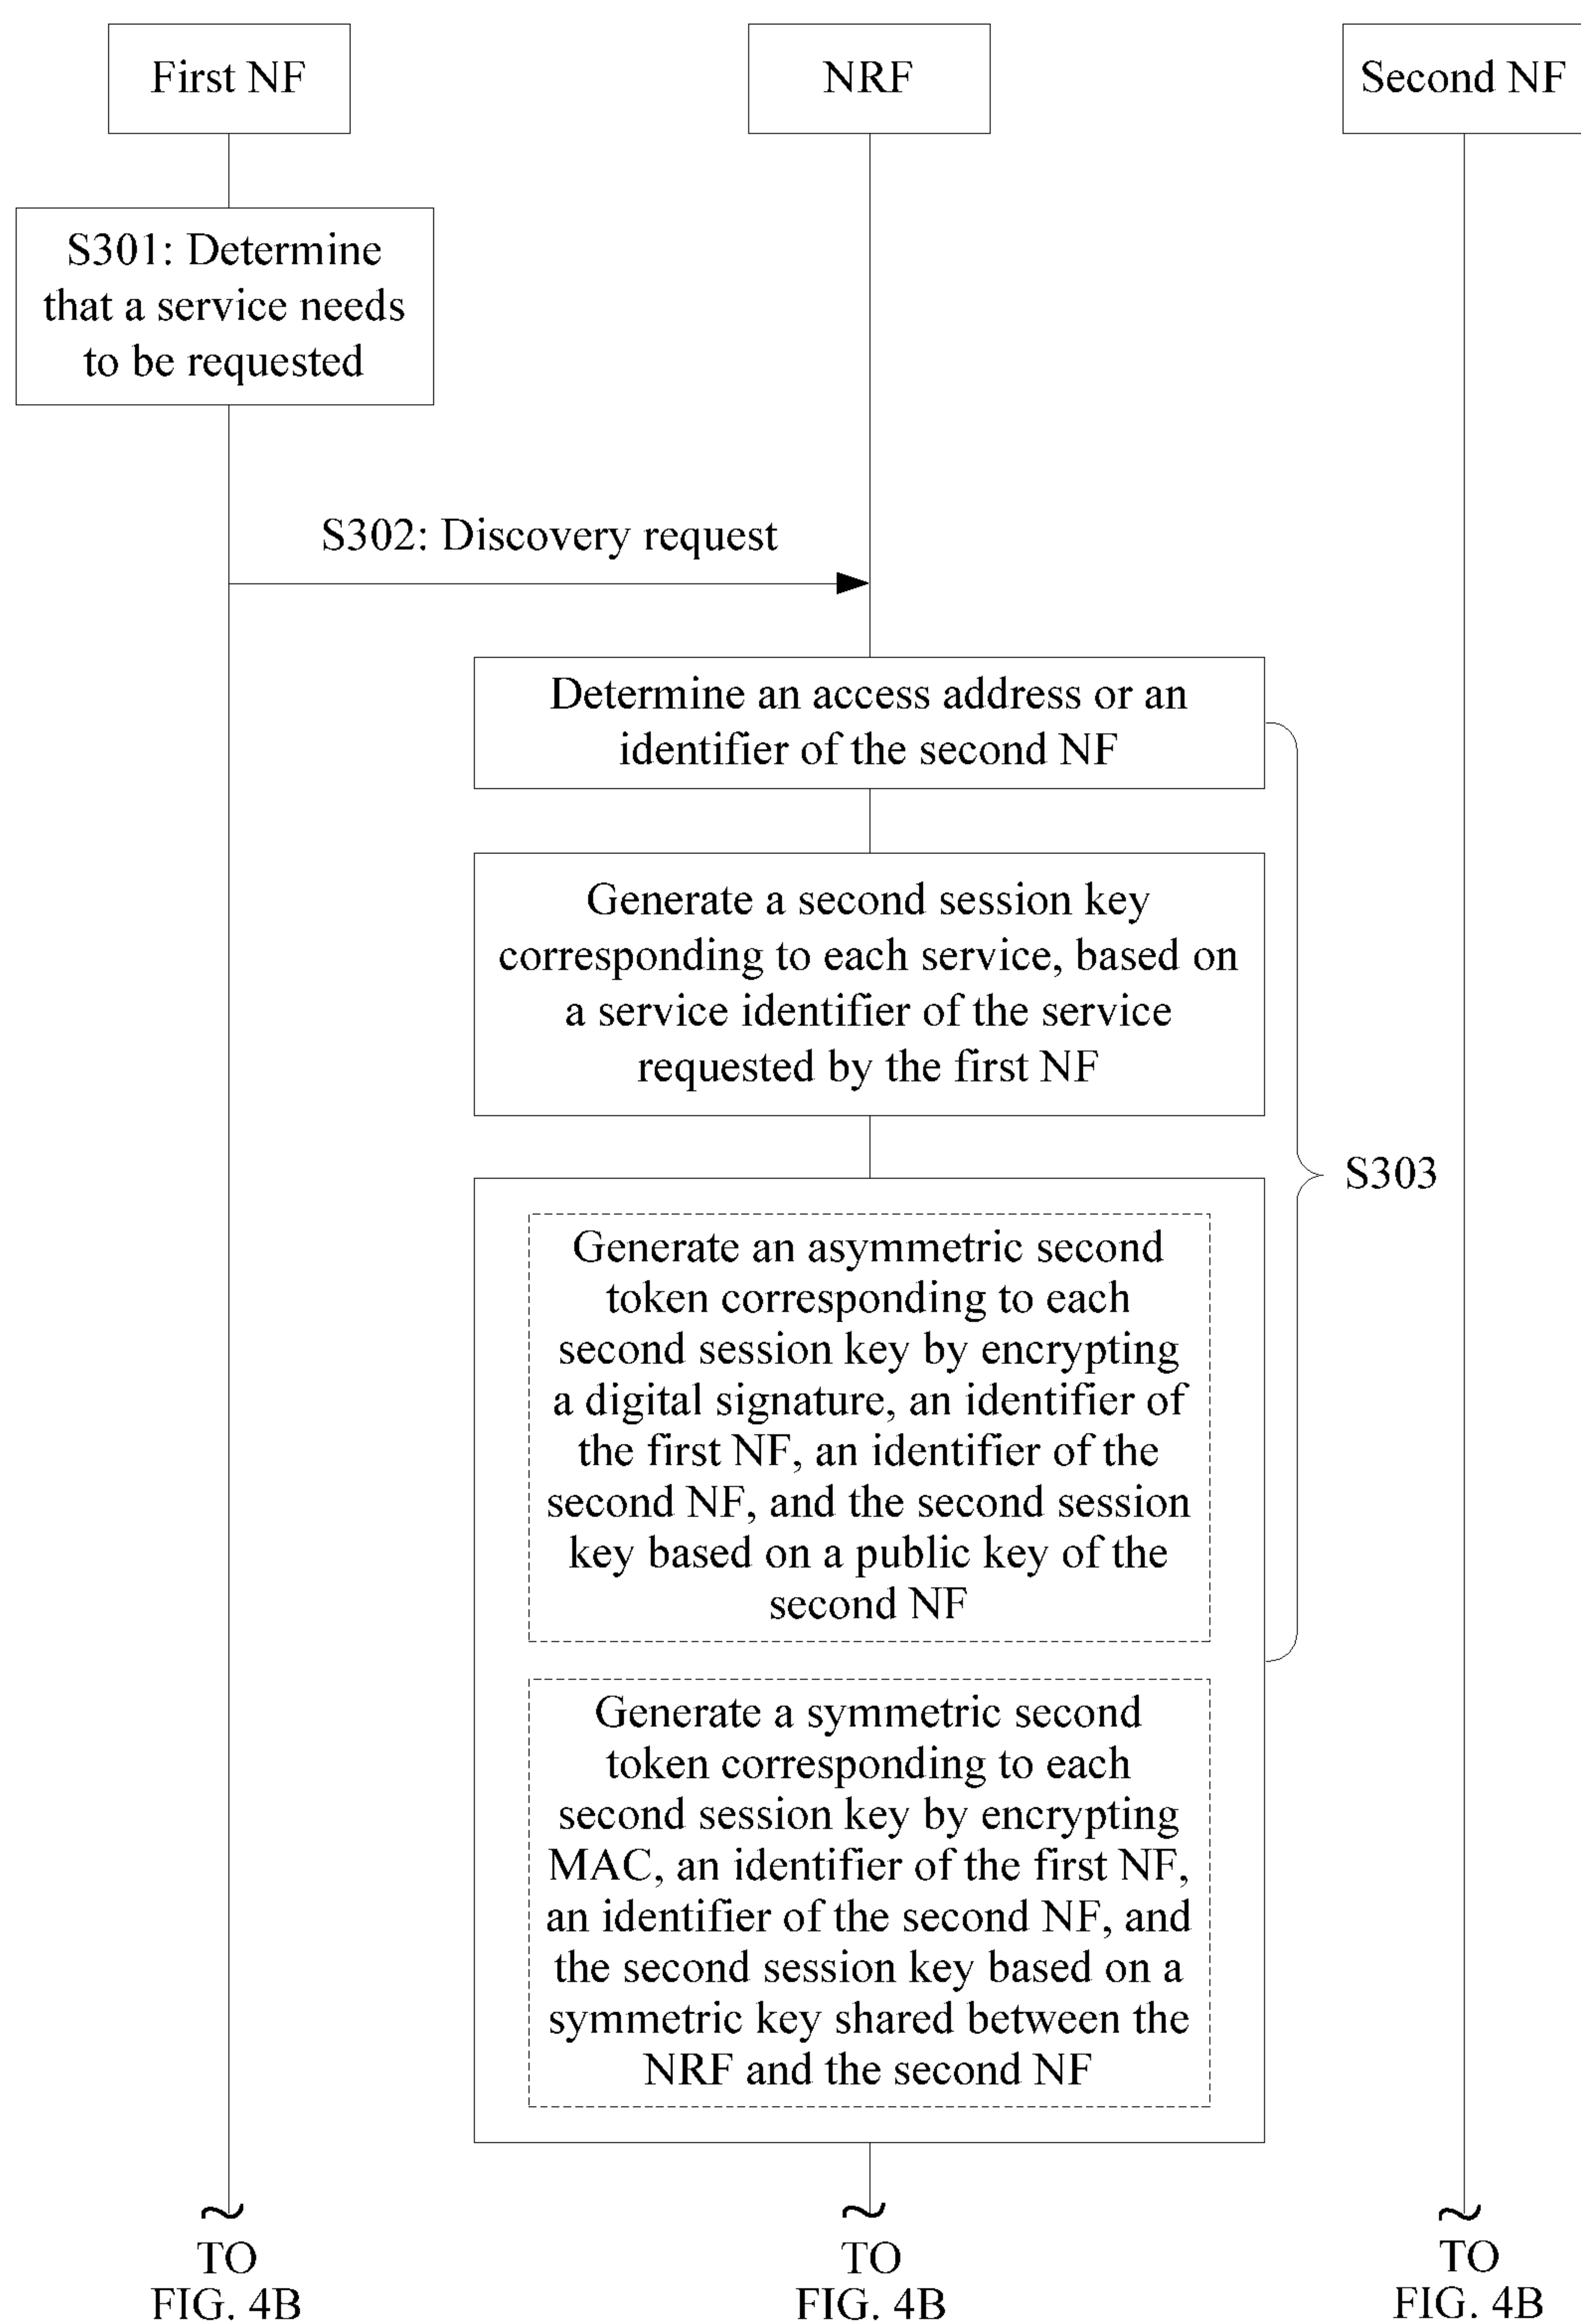 First NF
NRF
Second NF
S301: Determine
that a service needs
to be requested
S302: Discovery request
Determine an access address or an
identifier of the second NF
Generate a second session key
corresponding to each service, based on
a service identifier of the service
requested by the first NF
S303
Generate an asymmetric second
token corresponding to each
second session key by encrypting
a digital signature, an identifier of
the first NF, an identifier of the
second NF, and the second session
key based on a public key of the
second NF
Generate a symmetric second
token corresponding to each
second session key by encrypting
MAC, an identifier of the first NF,
an identifier of the second NF, and
the second session key based on a
symmetric key shared between the
NRF and the second NF
TO
FIG. 4B
TO
FIG. 4B
TO
FIG. 4B